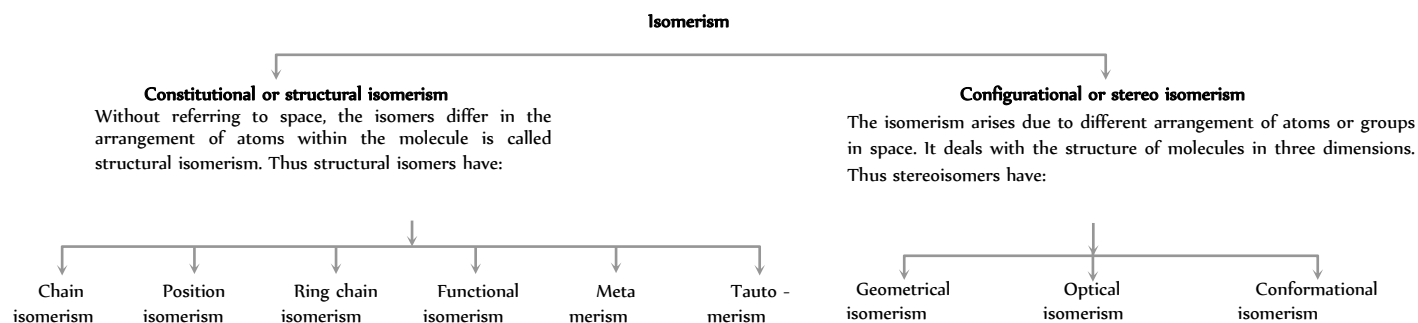 Isomerism
Constitutional or structural isomerism
Without referring to space, the isomers differ in the
arrangement of atoms within the molecule is called
structural isomerism. Thus structural isomers have:
Configurational or stereo isomerism
The isomerism arises due to different arrangement of atoms or groups
in space. It deals with the structure of molecules in three dimensions.
Thus stereoisomers have:
Chain
isomerism
Position
isomerism
Ring chain
isomerism
Functional
isomerism
Meta
merism
Tauto -
merism
Geometrical
isomerism
Optical
isomerism
Conformational
isomerism